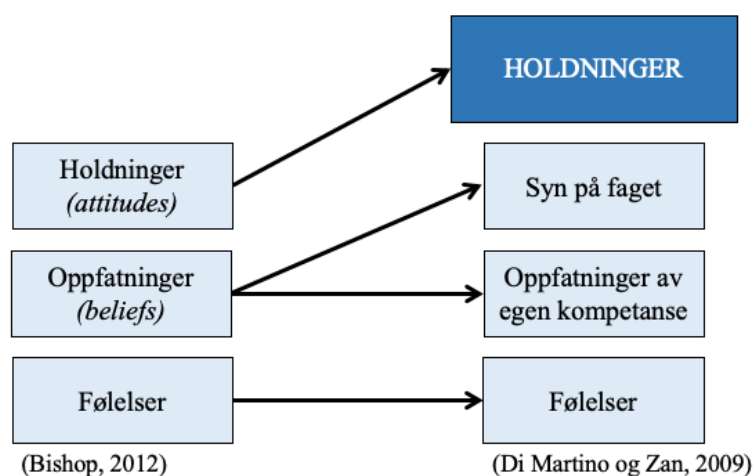 HOLDNINGER
Holdninger
(attitudes)
Syn på faget
Oppfatninger
(beliefs)
Oppfatninger av
egen kompetanse
Følelser
Følelser
(Bishop, 2012)
(Di Martino og Zan, 2009)